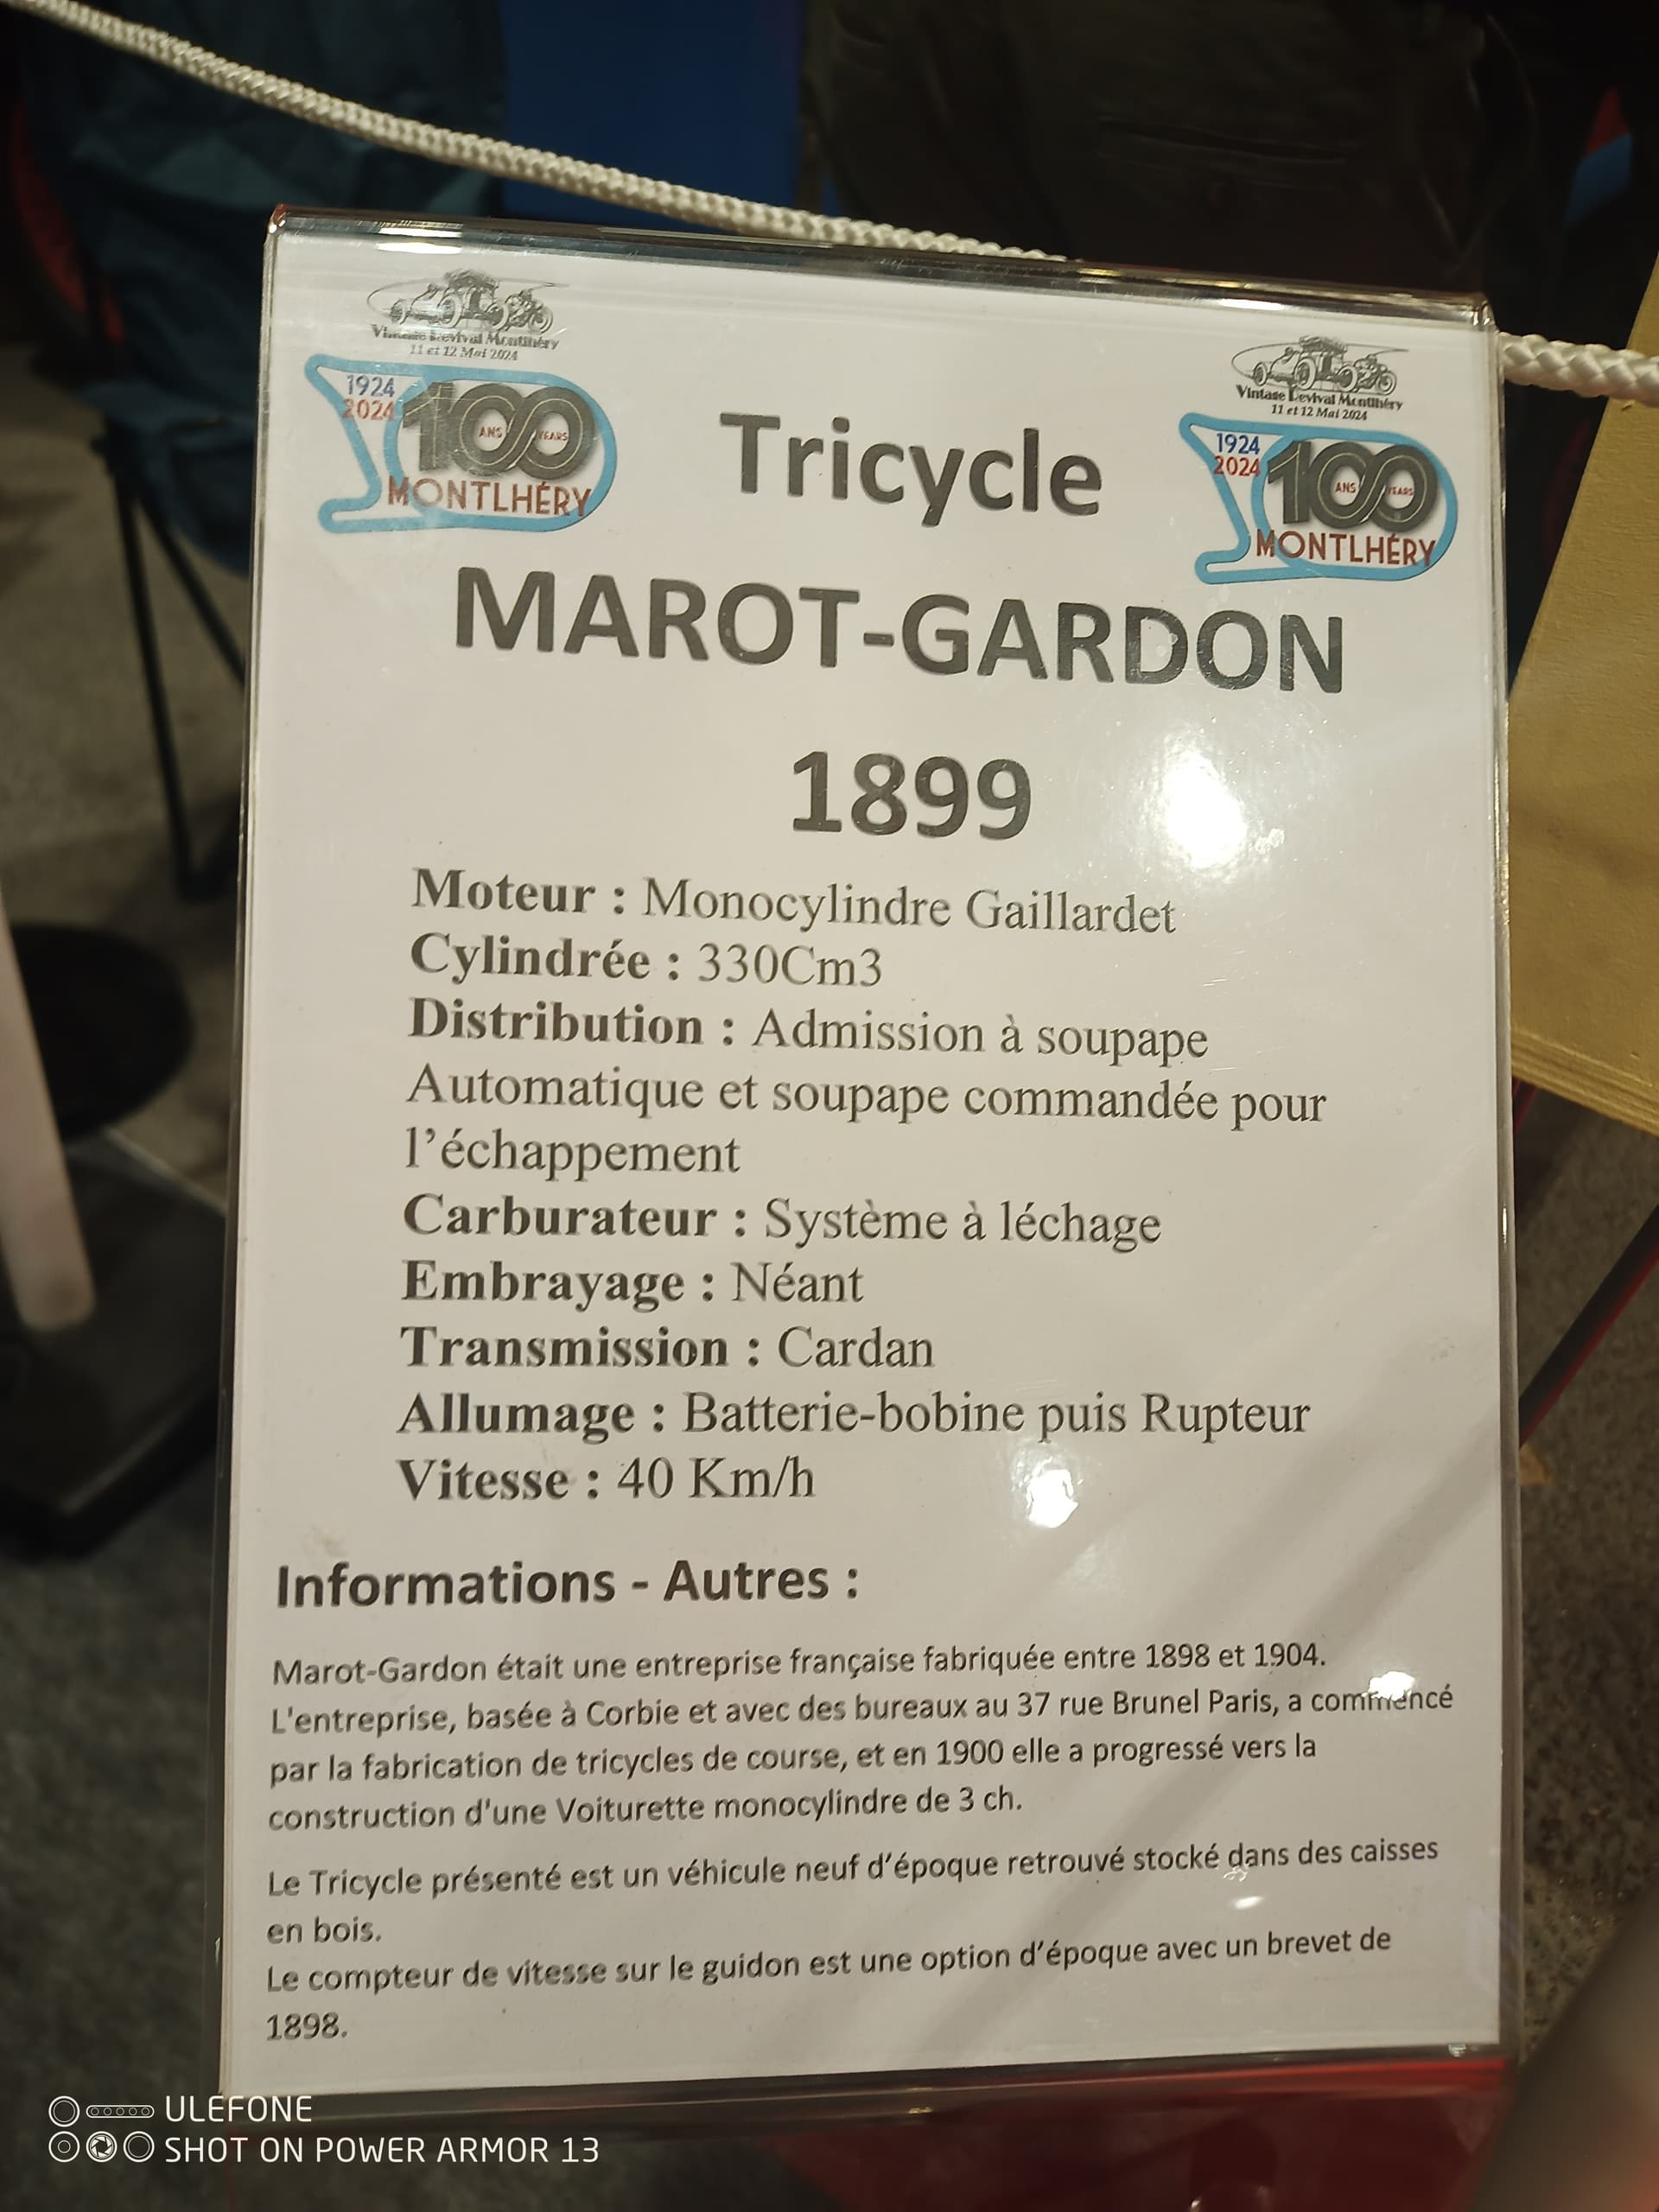 Vintage Revival Montlhéry
11 et 12 Mai 2024
1924
2024
100
ANS YEARS
MONTLHÉRY
Vintage Revival Montlhéry
11 et 12 Mai 2024
1924
2024
100
ANS YEARS
MONTLHÉRY
Tricycle
MAROT-GARDON
1899
Moteur : Monocylindre Gaillardet
Cylindrée : 330Cm3
Distribution : Admission à soupape
Automatique et soupape commandée pour
l'échappement
Carburateur : Système à léchage
Embrayage : Néant
Transmission : Cardan
Allumage : Batterie-bobine puis Rupteur
Vitesse : 40 Km/h
Informations - Autres :
Marot-Gardon était une entreprise française fabriquée entre 1898 et 1904.
L'entreprise, basée à Corbie et avec des bureaux au 37 rue Brunel Paris, a commencé
par la fabrication de tricycles de course, et en 1900 elle a progressé vers la
construction d'une Voiturette monocylindre de 3 ch.
Le Tricycle présenté est un véhicule neuf d'époque retrouvé stocké dans des caisses
en bois.
Le compteur de vitesse sur le guidon est une option d'époque avec un brevet de
1898.
ULEFONE
SHOT ON POWER ARMOR 13